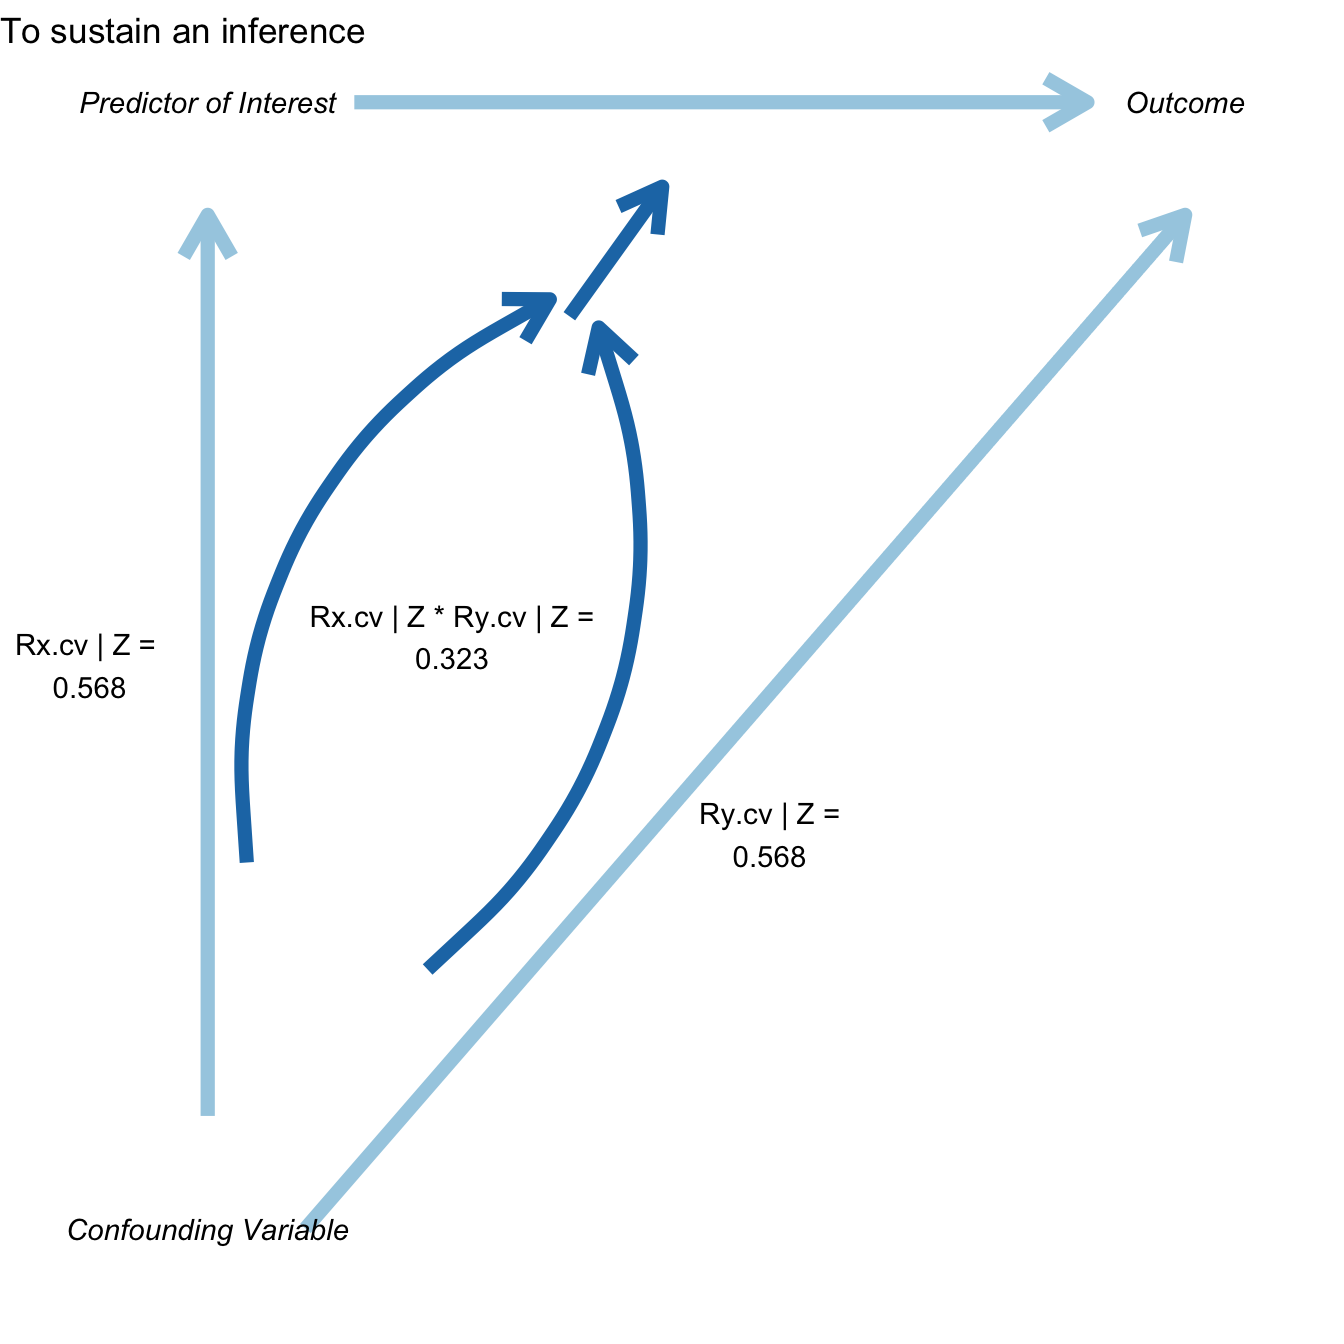 To sustain an inference
Predictor of Interest
Outcome
Rx.cv | Z * Ry.cv | Z =
0.323
Rx.cv | Z =
0.568
Ry.cv | Z =
0.568
Confounding Variable